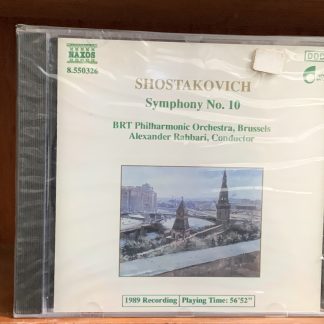 NAXOS
8.550326
DDD
SHOSTAKOVICH
Symphony No. 10
BRT Philharmonic Orchestra, Brussels
Alexander Rahbari, Conductor
1989 Recording
Playing Time: 56'52"